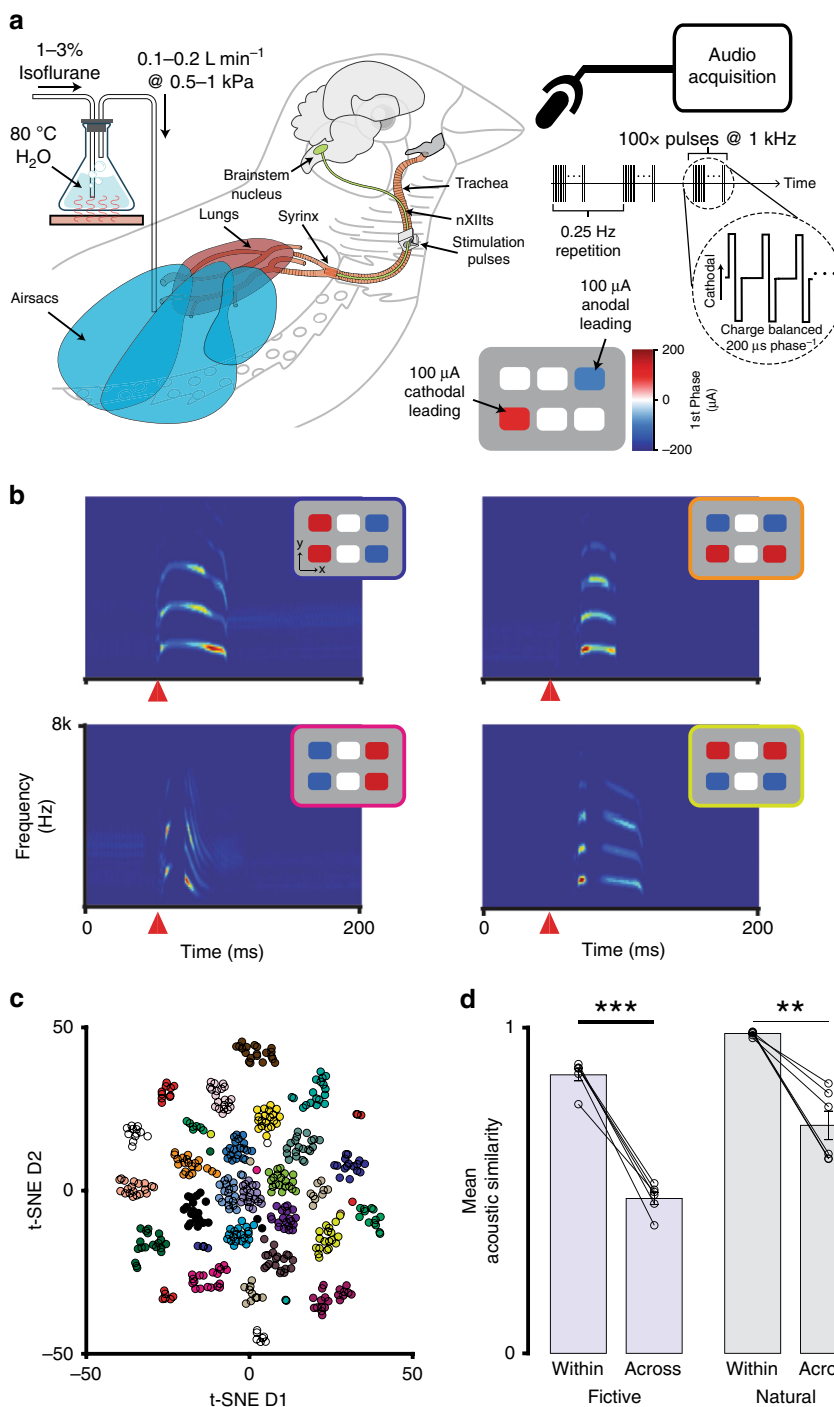 a
1–3%
Isoflurane
0.1–0.2 L min⁻¹
@ 0.5–1 kPa
80 °C
H₂O
Brainstem
nucleus
Lungs
Syrinx
Airsacs
Trachea
nXIIts
Stimulation
pulses
Audio
acquisition
100× pulses @ 1 kHz
Time
0.25 Hz
repetition
Cathodal
Charge balanced
200 µs phase⁻¹
100 µA
anodal
leading
100 µA
cathodal
leading
200
0
−200
1st Phase
(µA)
b
y
x
8k
Frequency
(Hz)
0
200
Time (ms)
0
200
Time (ms)
c
50
0
−50
t-SNE D2
−50
0
50
t-SNE D1
d
***
**
1
0
Mean
acoustic similarity
Within
Across
Within
Acro
Fictive
Natural